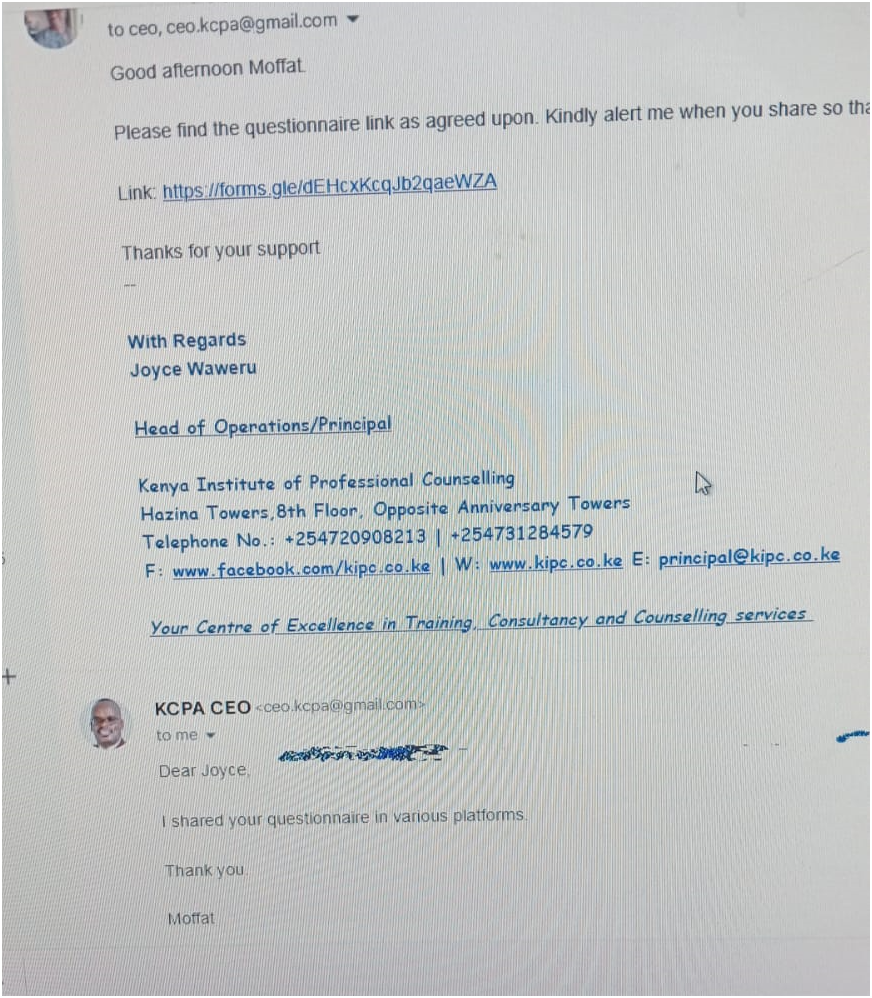 to ceo, ceo.kcpa@gmail.com
Good afternoon Moffat.
Please find the questionnaire link as agreed upon. Kindly alert me when you share so
Link: https://forms.gle/dEHcxKcqJb2qaeWZA
Thanks for your support
--
With Regards
Joyce Waweru
Head of Operations/Principal
Kenya Institute of Professional Counselling
Hazina Towers,8th Floor, Opposite Anniversary Towers
Telephone No.: +254720908213 | +254731284579
F: www.facebook.com/kipc.co.ke | W: www.kipc.co.ke E: principal@kipc.co.ke
Your Centre of Excellence in Training, Consultancy and Counselling services
KCPA CEO <ceo.kcpa@gmail.com>
to me
Dear Joyce,
I shared your questionnaire in various platforms.
Thank you.
Moffat